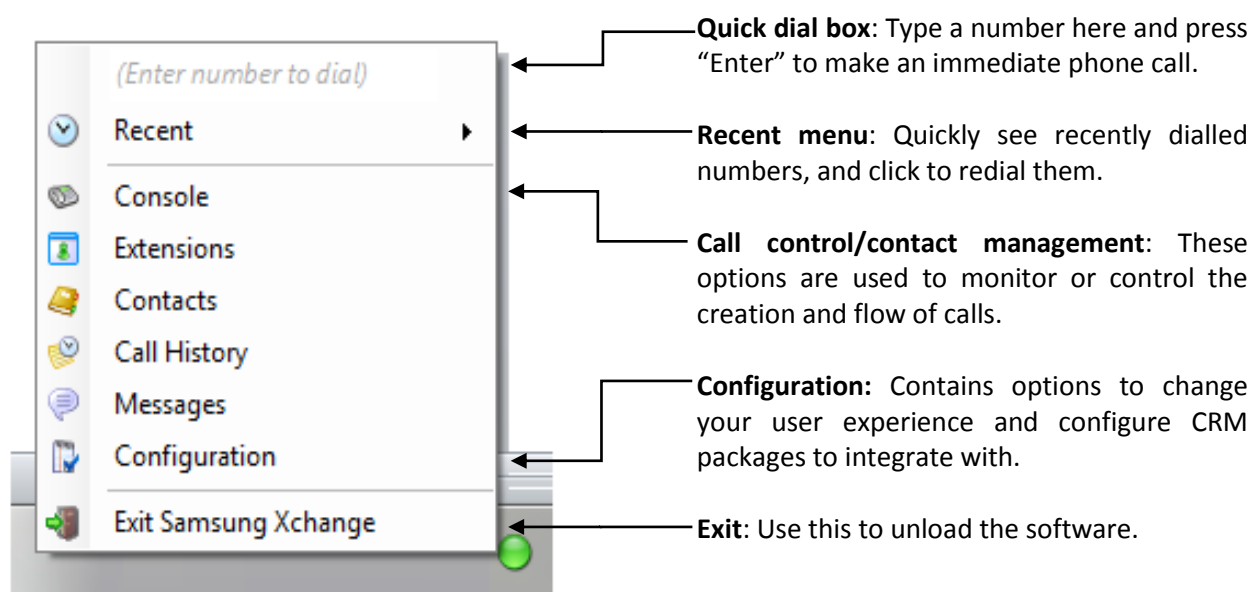 (Enter number to dial)
Recent
Console
Extensions
Contacts
Call History
Messages
Configuration
Exit Samsung Xchange
Quick dial box: Type a number here and press
“Enter” to make an immediate phone call.
Recent menu: Quickly see recently dialled
numbers, and click to redial them.
Call control/contact management: These
options are used to monitor or control the
creation and flow of calls.
Configuration: Contains options to change
your user experience and configure CRM
packages to integrate with.
Exit: Use this to unload the software.